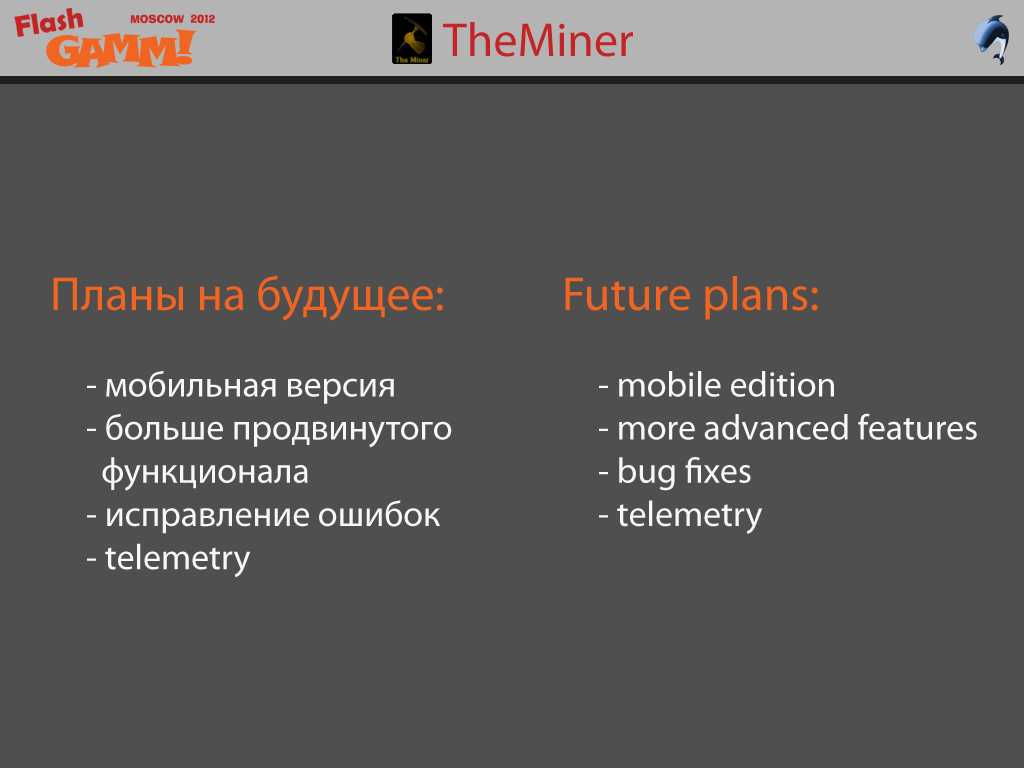 Flash
GAMM!
MOSCOW 2012
The Miner
TheMiner
Планы на будущее:
- мобильная версия
- больше продвинутого
функционала
- исправление ошибок
- telemetry
Future plans:
- mobile edition
- more advanced features
- bug fixes
- telemetry